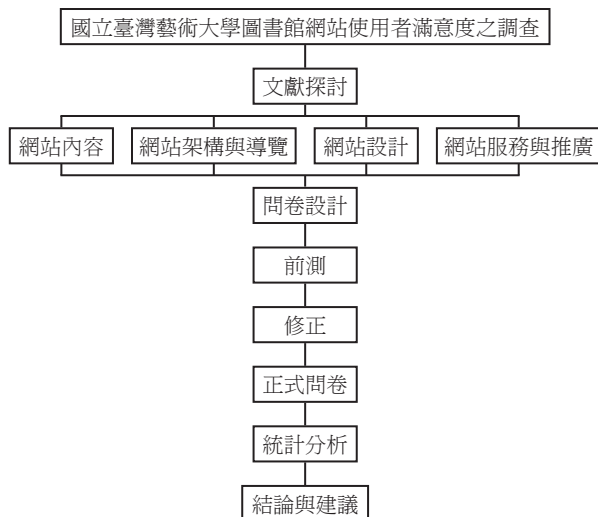 國立臺灣藝術大學圖書館網站使用者滿意度之調查
文獻探討
網站內容
網站架構與導覽
網站設計
網站服務與推廣
問卷設計
前測
修正
正式問卷
統計分析
結論與建議